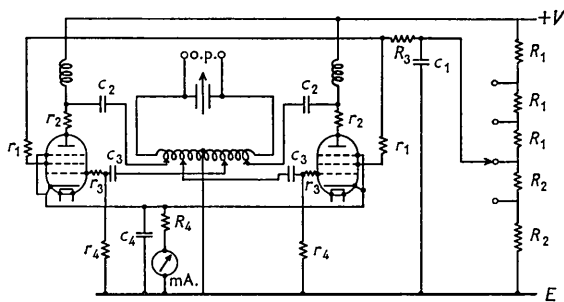 +V
o.p.
R₃ c₁ R₁
c₂ c₂
r₂ r₂ R₁
r₁ r₁ R₁
c₃ c₃
r₃ r₃ R₂
R₄
c₄
r₄ r₄ R₂
mA.
E